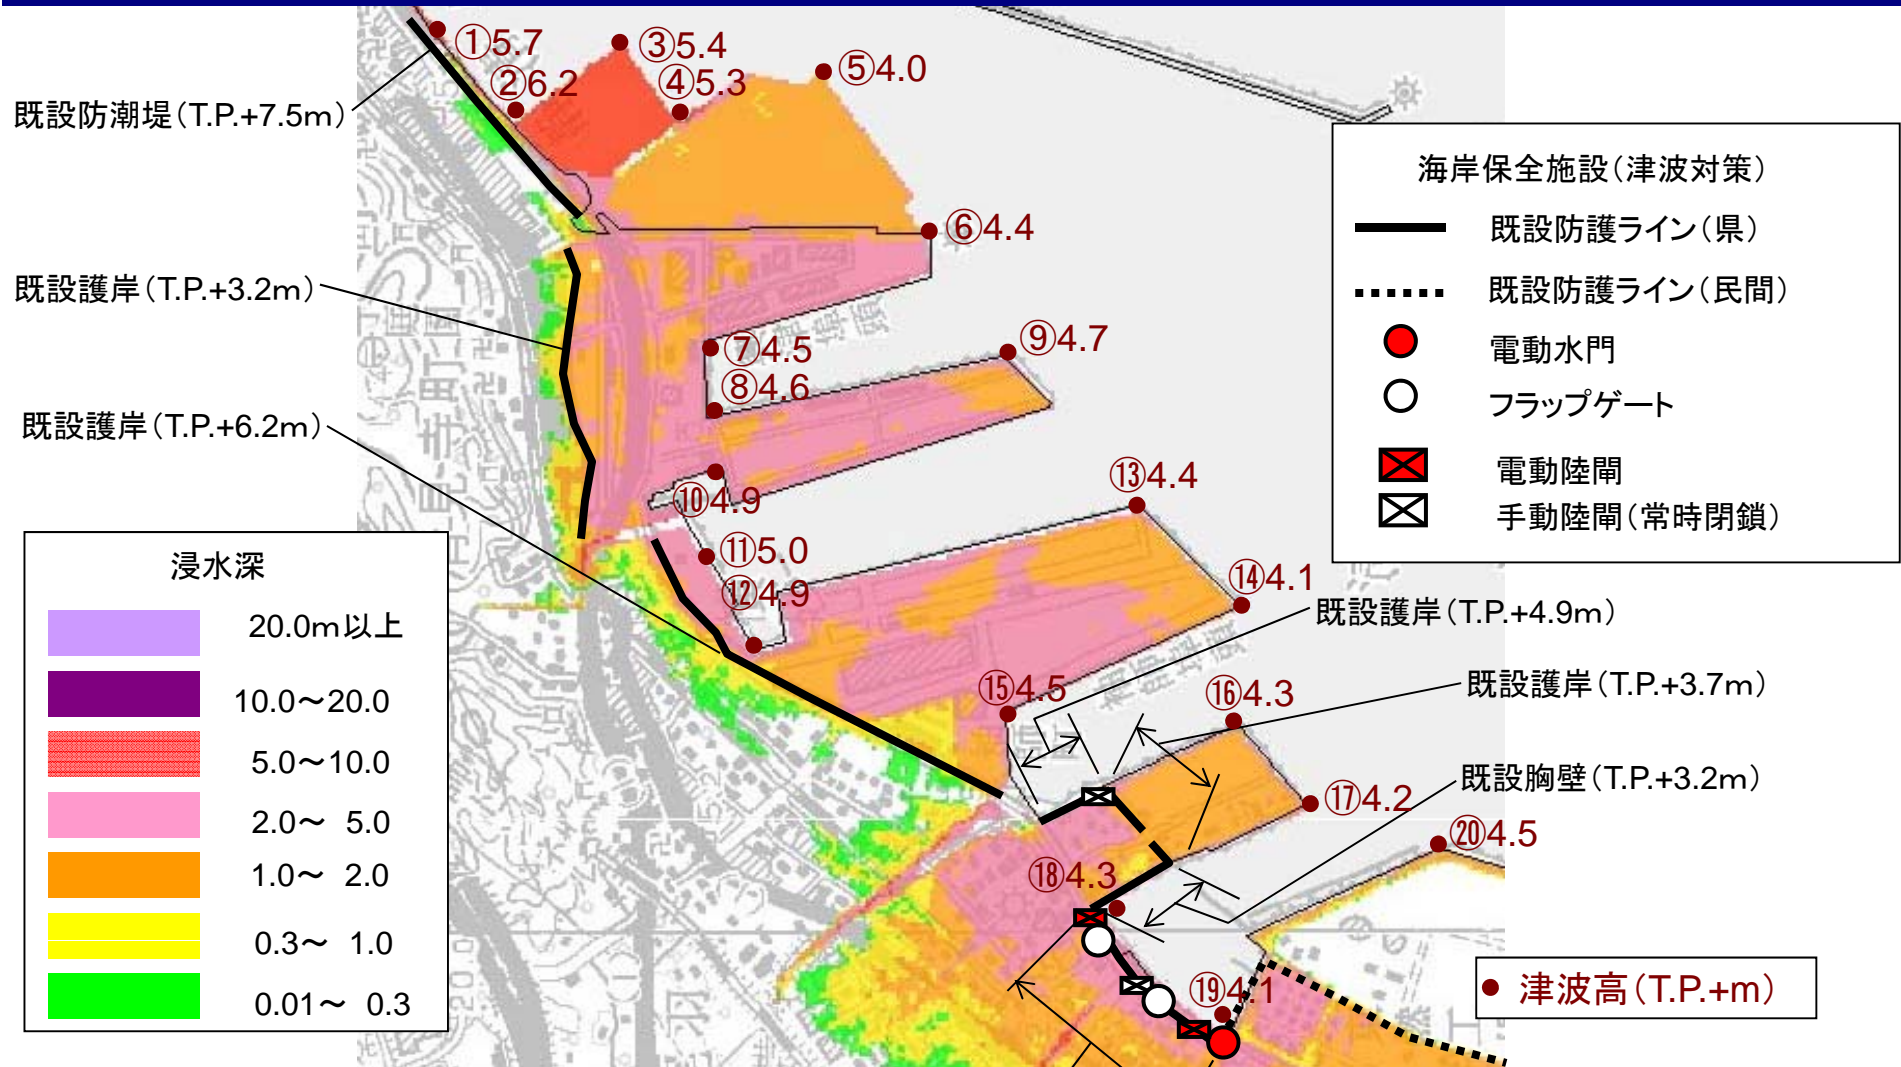 ①5.7
②6.2
③5.4
④5.3
⑤4.0
既設防潮堤（T.P.+7.5m）
海岸保全施設（津波対策）
既設防護ライン（県）
既設防護ライン（民間）
電動水門
フラップゲート
電動陸閘
手動陸閘（常時閉鎖）
⑥4.4
既設護岸（T.P.+3.2m）
⑦4.5
⑧4.6
⑨4.7
既設護岸（T.P.+6.2m）
⑩4.9
⑪5.0
⑫4.9
⑬4.4
⑭4.1
既設護岸（T.P.+4.9m）
⑮4.5
⑯4.3
既設護岸（T.P.+3.7m）
既設胸壁（T.P.+3.2m）
⑰4.2
⑳4.5
⑱4.3
⑲4.1
浸水深
20.0m以上
10.0～20.0
5.0～10.0
2.0～ 5.0
1.0～ 2.0
0.3～ 1.0
0.01～ 0.3
津波高（T.P.+m）